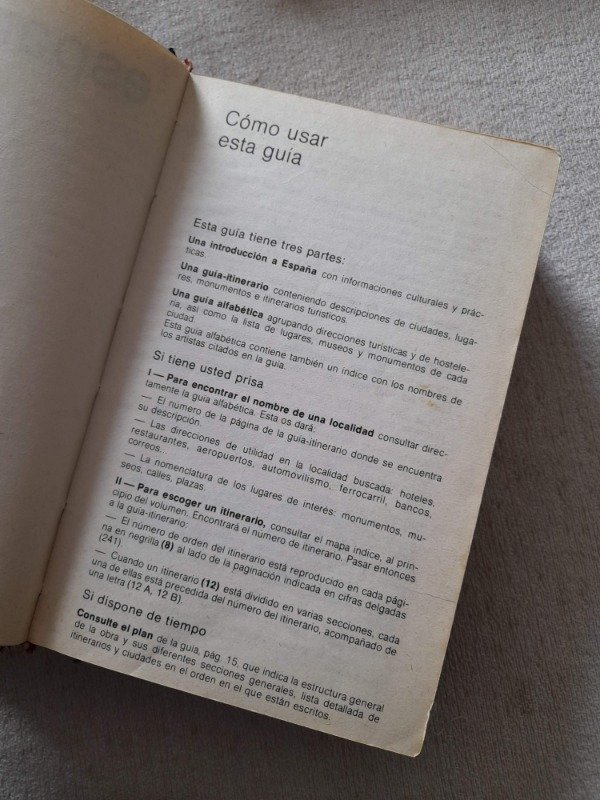 Cómo usar
esta guía
Esta guía tiene tres partes:
Una introducción a España con informaciones culturales y prác-
ticas.
Una guía-itinerario conteniendo descripciones de ciudades, luga-
res, monumentos e itinerarios turísticos.
Una guía alfabética agrupando direcciones turísticas y de hostele-
ría, así como la lista de lugares, museos y monumentos de cada
ciudad.
Esta guía alfabética contiene también un índice con los nombres de
los artistas citados en la guía.
Si tiene usted prisa
I — Para encontrar el nombre de una localidad consultar direc-
tamente la guía alfabética. Esta os dará:
— El número de la página de la guía-itinerario donde se encuentra
su descripción.
— Las direcciones de utilidad en la localidad buscada: hoteles,
restaurantes, aeropuertos, automovilismo, ferrocarril, bancos,
correos...
— La nomenclatura de los lugares de interés: monumentos, mu-
seos, calles, plazas.
II — Para escoger un itinerario, consultar el mapa índice, al prin-
cipio del volumen. Encontrará el número de itinerario. Pasar entonces
a la guía-itinerario:
— El número de orden del itinerario está reproducido en cada pági-
na en negrilla (8) al lado de la paginación indicada en cifras delgadas
(241).
— Cuando un itinerario (12) está dividido en varias secciones, cada
una de ellas está precedida del número del itinerario, acompañado de
una letra (12 A, 12 B).
Si dispone de tiempo
Consulte el plan de la guía, pág. 15, que indica la estructura general
de la obra y sus diferentes secciones generales, lista detallada de
itinerarios y ciudades en el orden en el que están escritos.